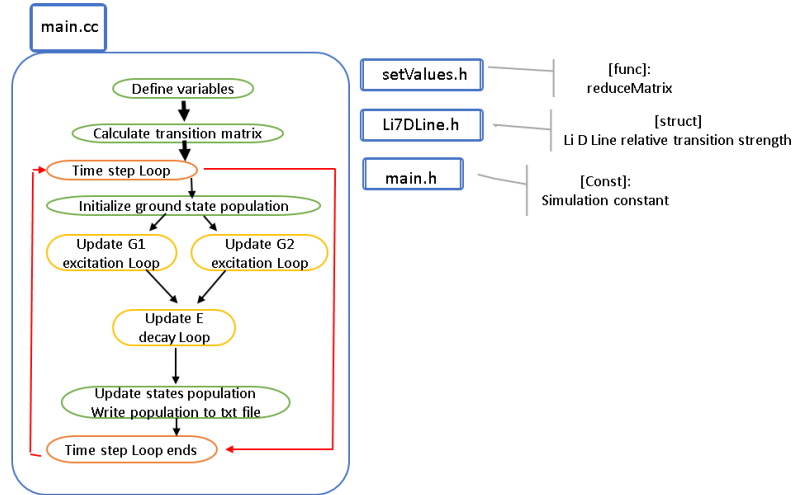 main.cc
Define variables
Calculate transition matrix
Time step Loop
Initialize ground state population
Update G1
excitation Loop
Update G2
excitation Loop
Update E
decay Loop
Update states population
Write population to txt file
Time step Loop ends
setValues.h
[func]:
reduceMatrix
Li7DLine.h
[struct]
Li D Line relative transition strength
main.h
[Const]:
Simulation constant